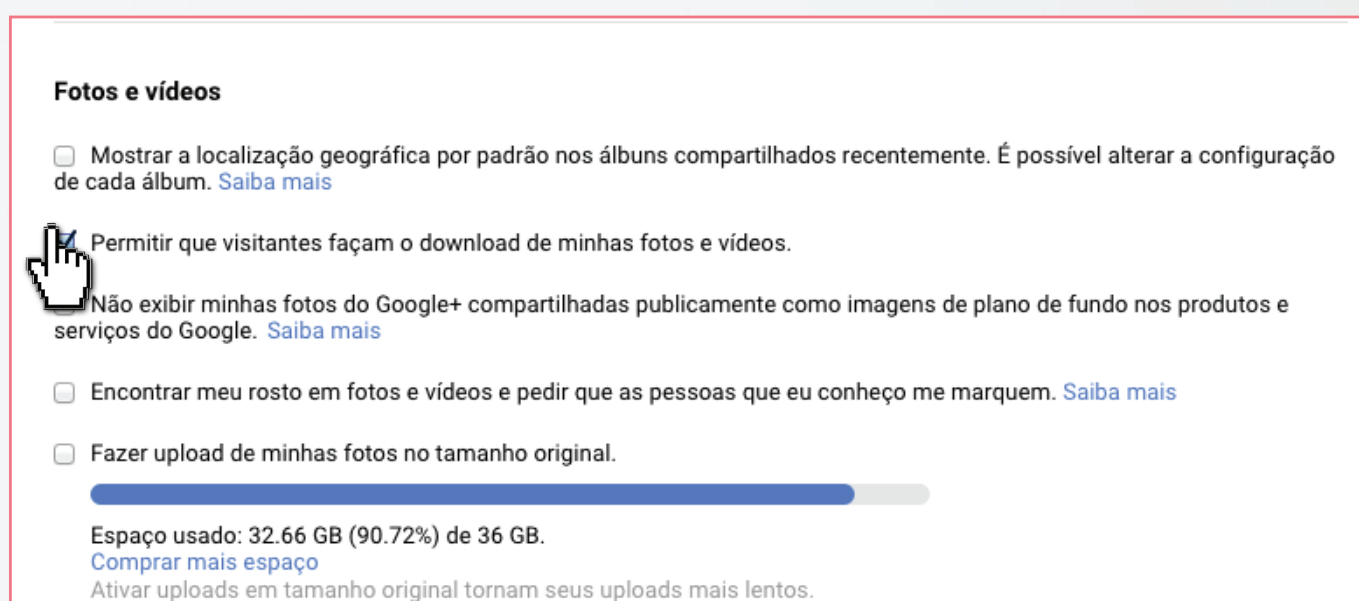 Fotos e vídeos
Mostrar a localização geográfica por padrão nos álbuns compartilhados recentemente. É possível alterar a configuração
de cada álbum. Saiba mais
Permitir que visitantes façam o download de minhas fotos e vídeos.
Não exibir minhas fotos do Google+ compartilhadas publicamente como imagens de plano de fundo nos produtos e
serviços do Google. Saiba mais
Encontrar meu rosto em fotos e vídeos e pedir que as pessoas que eu conheço me marquem. Saiba mais
Fazer upload de minhas fotos no tamanho original.
Espaço usado: 32.66 GB (90.72%) de 36 GB.
Comprar mais espaço
Ativar uploads em tamanho original tornam seus uploads mais lentos.